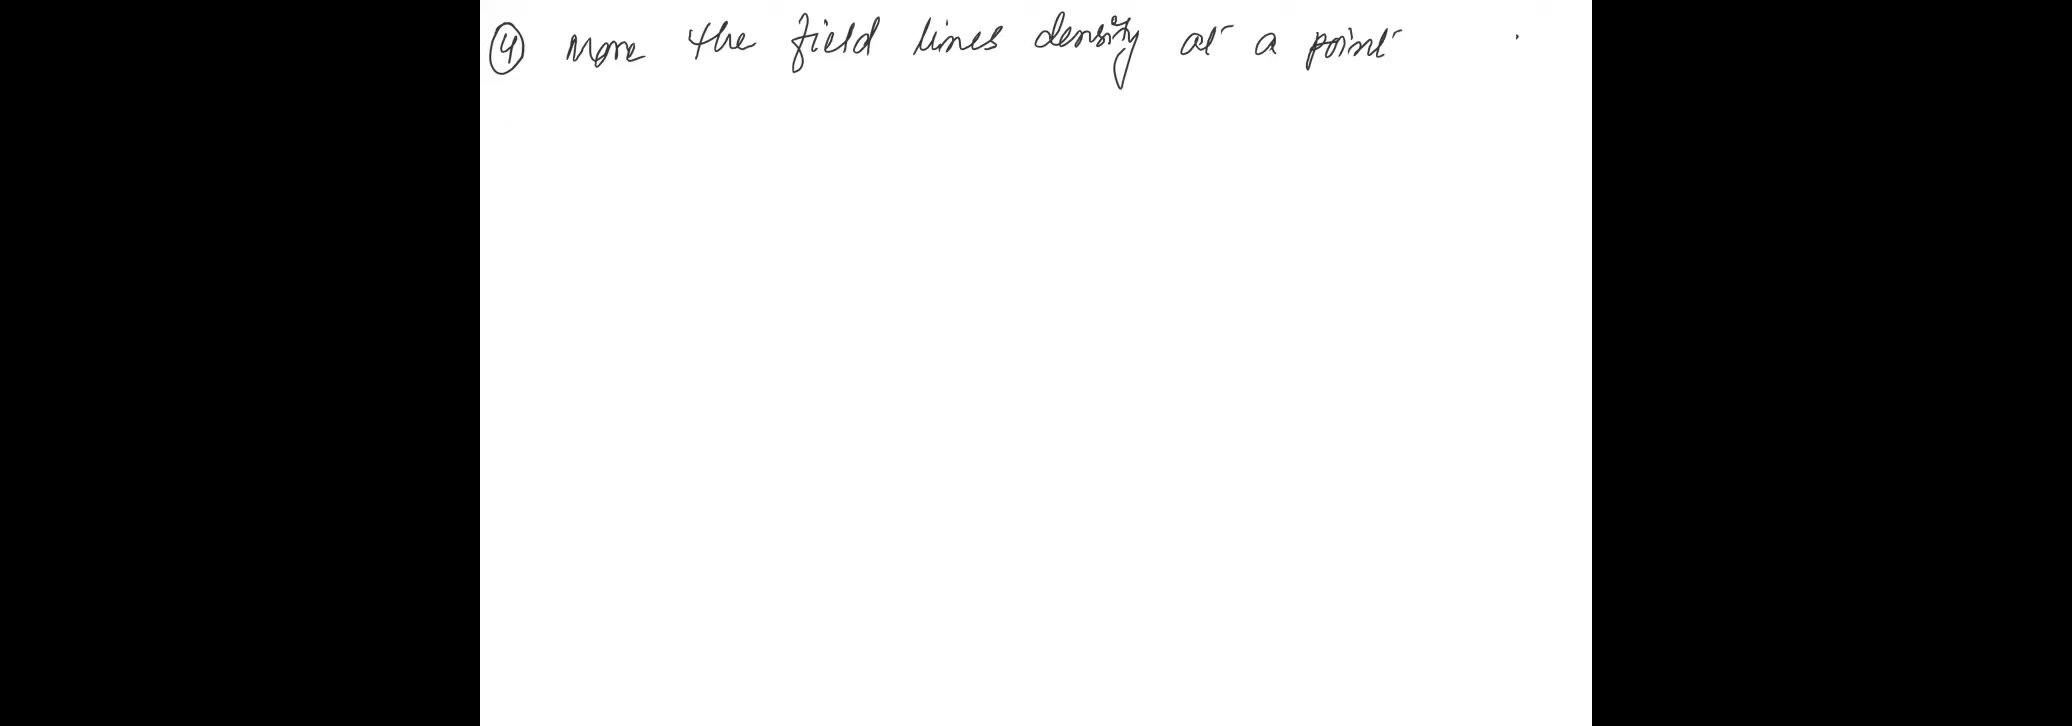 ④ More the field lines density at a point